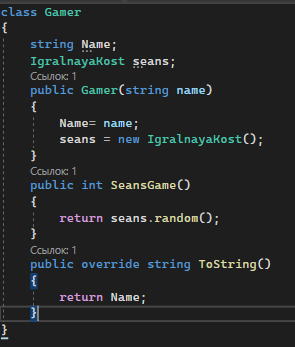 class Gamer
{
    string Name;
    IgralnayaKost seans;
    Ссылок: 1
    public Gamer(string name)
    {
        Name= name;
        seans = new IgralnayaKost();
    }
    Ссылок: 1
    public int SeansGame()
    {
        return seans.random();
    }
    Ссылок: 1
    public override string ToString()
    {
        return Name;
    }
}